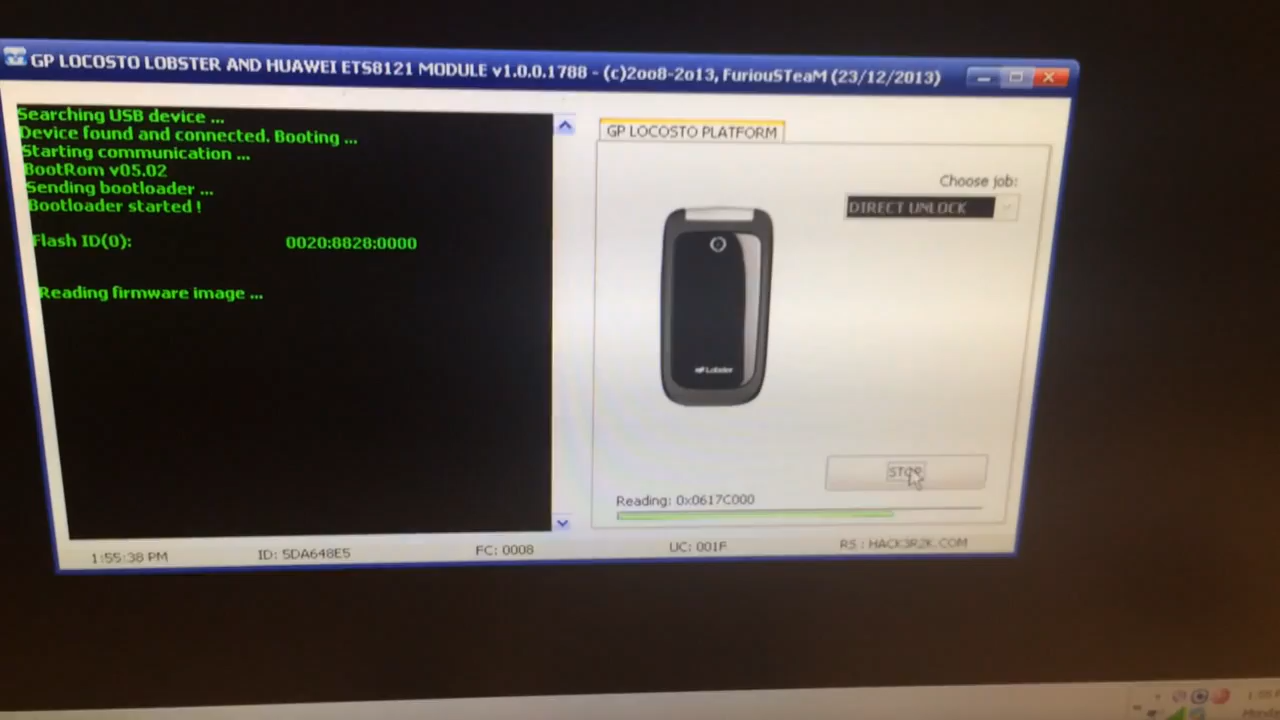 GP LOCOSTO LOBSTER AND HUAWEI ETS8121 MODULE v1.0.0.1788 - (c)2oo8-2o13, FuriouSTeaM (23/12/2013)
Searching USB device ...
Device found and connected. Booting ...
Starting communication ...
BootRom v05.02
Sending bootloader ...
Bootloader started !
Flash ID(0): 0020:8828:0000
Reading firmware image ...
GP LOCOSTO PLATFORM
Choose job:
DIRECT UNLOCK
Lobster
STOP
Reading: 0x0617C000
1:55:38 PM ID: 5DA648E5 FC: 0008 UC: 001F RS : HACK3R2K.COM